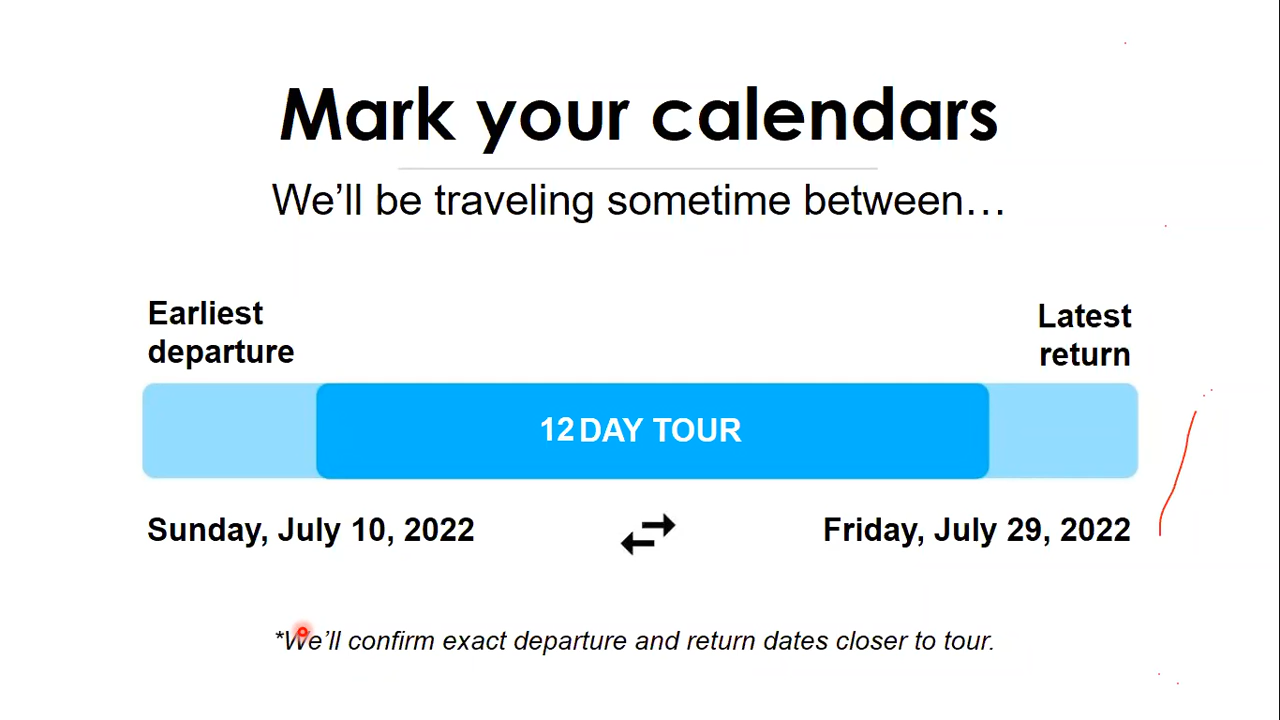 Mark your calendars
We’ll be traveling sometime between…
Earliest
departure
Latest
return
12 DAY TOUR
Sunday, July 10, 2022
Friday, July 29, 2022
*We’ll confirm exact departure and return dates closer to tour.